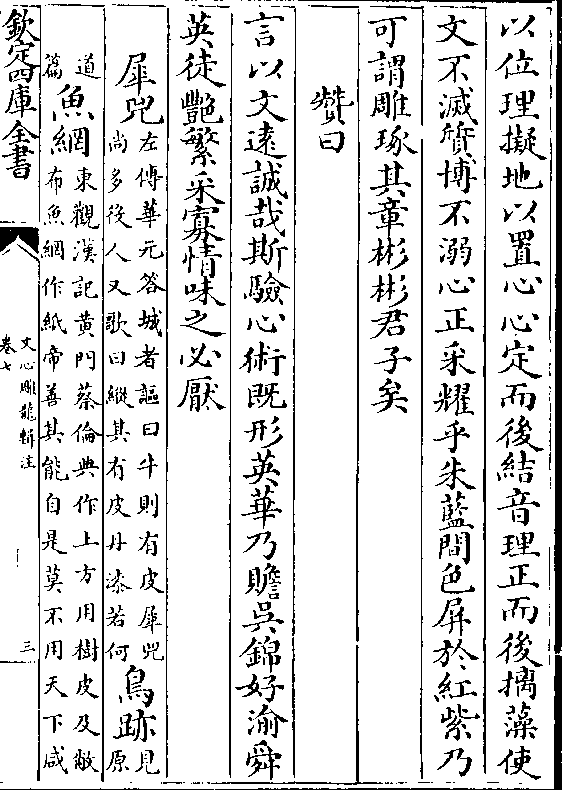 以位理擬地以置心心定而後結音理正而後摛藻使
文不滅質博不溺心正采耀乎朱藍間色屏於紅紫乃
可謂雕琢其章彬彬君子矣
贊曰
言以文遠誠哉斯驗心術既形英華乃贍吳錦好渝舜
英徒艷繁采寡情味之必厭
犀兕
左傳華元答城者謳曰牛則有皮犀兕
尚多役人又歌曰縱其有皮丹漆若何
鳥跡
見
原
道
篇
魚網
東觀漢記黄門蔡倫典作上方用樹皮及敝
布魚網作紙帝善其能自是莫不用天下咸
欽定四庫全書
文心雕龍輯注
卷七
三